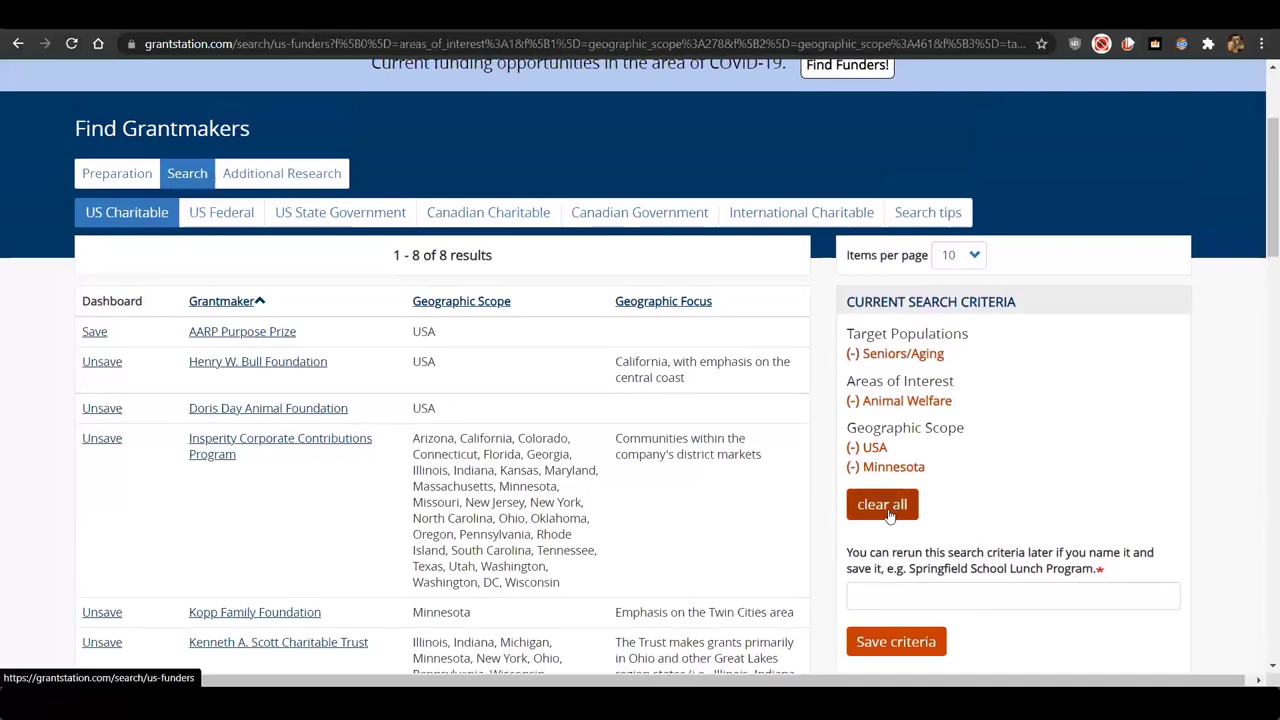 grantstation.com/search/us-funders?f%5B0%5D=areas_of_interest%3A1&f%5B1%5D=geographic_scope%3A278&f%5B2%5D=geographic_scope%3A461&f%5B3%5D=ta...
Current funding opportunities in the area of COVID-19. Find Funders!
Find Grantmakers
Preparation Search Additional Research
US Charitable US Federal US State Government Canadian Charitable Canadian Government International Charitable Search tips
1 - 8 of 8 results
Items per page 10
Dashboard Grantmaker Geographic Scope Geographic Focus
Save AARP Purpose Prize USA
Unsave Henry W. Bull Foundation USA California, with emphasis on the
central coast
Unsave Doris Day Animal Foundation USA
Unsave Insperity Corporate Contributions Arizona, California, Colorado, Communities within the
Program Connecticut, Florida, Georgia, company's district markets
Illinois, Indiana, Kansas, Maryland,
Massachusetts, Minnesota,
Missouri, New Jersey, New York,
North Carolina, Ohio, Oklahoma,
Oregon, Pennsylvania, Rhode
Island, South Carolina, Tennessee,
Texas, Utah, Washington,
Washington, DC, Wisconsin
Unsave Kopp Family Foundation Minnesota Emphasis on the Twin Cities area
Unsave Kenneth A. Scott Charitable Trust Illinois, Indiana, Michigan, The Trust makes grants primarily
Minnesota, New York, Ohio, in Ohio and other Great Lakes
Pennsylvania, Wisconsin region states (i.e., Illinois, Indiana
CURRENT SEARCH CRITERIA
Target Populations
(-) Seniors/Aging
Areas of Interest
(-) Animal Welfare
Geographic Scope
(-) USA
(-) Minnesota
clear all
You can rerun this search criteria later if you name it and
save it, e.g. Springfield School Lunch Program.*
Save criteria
https://grantstation.com/search/us-funders